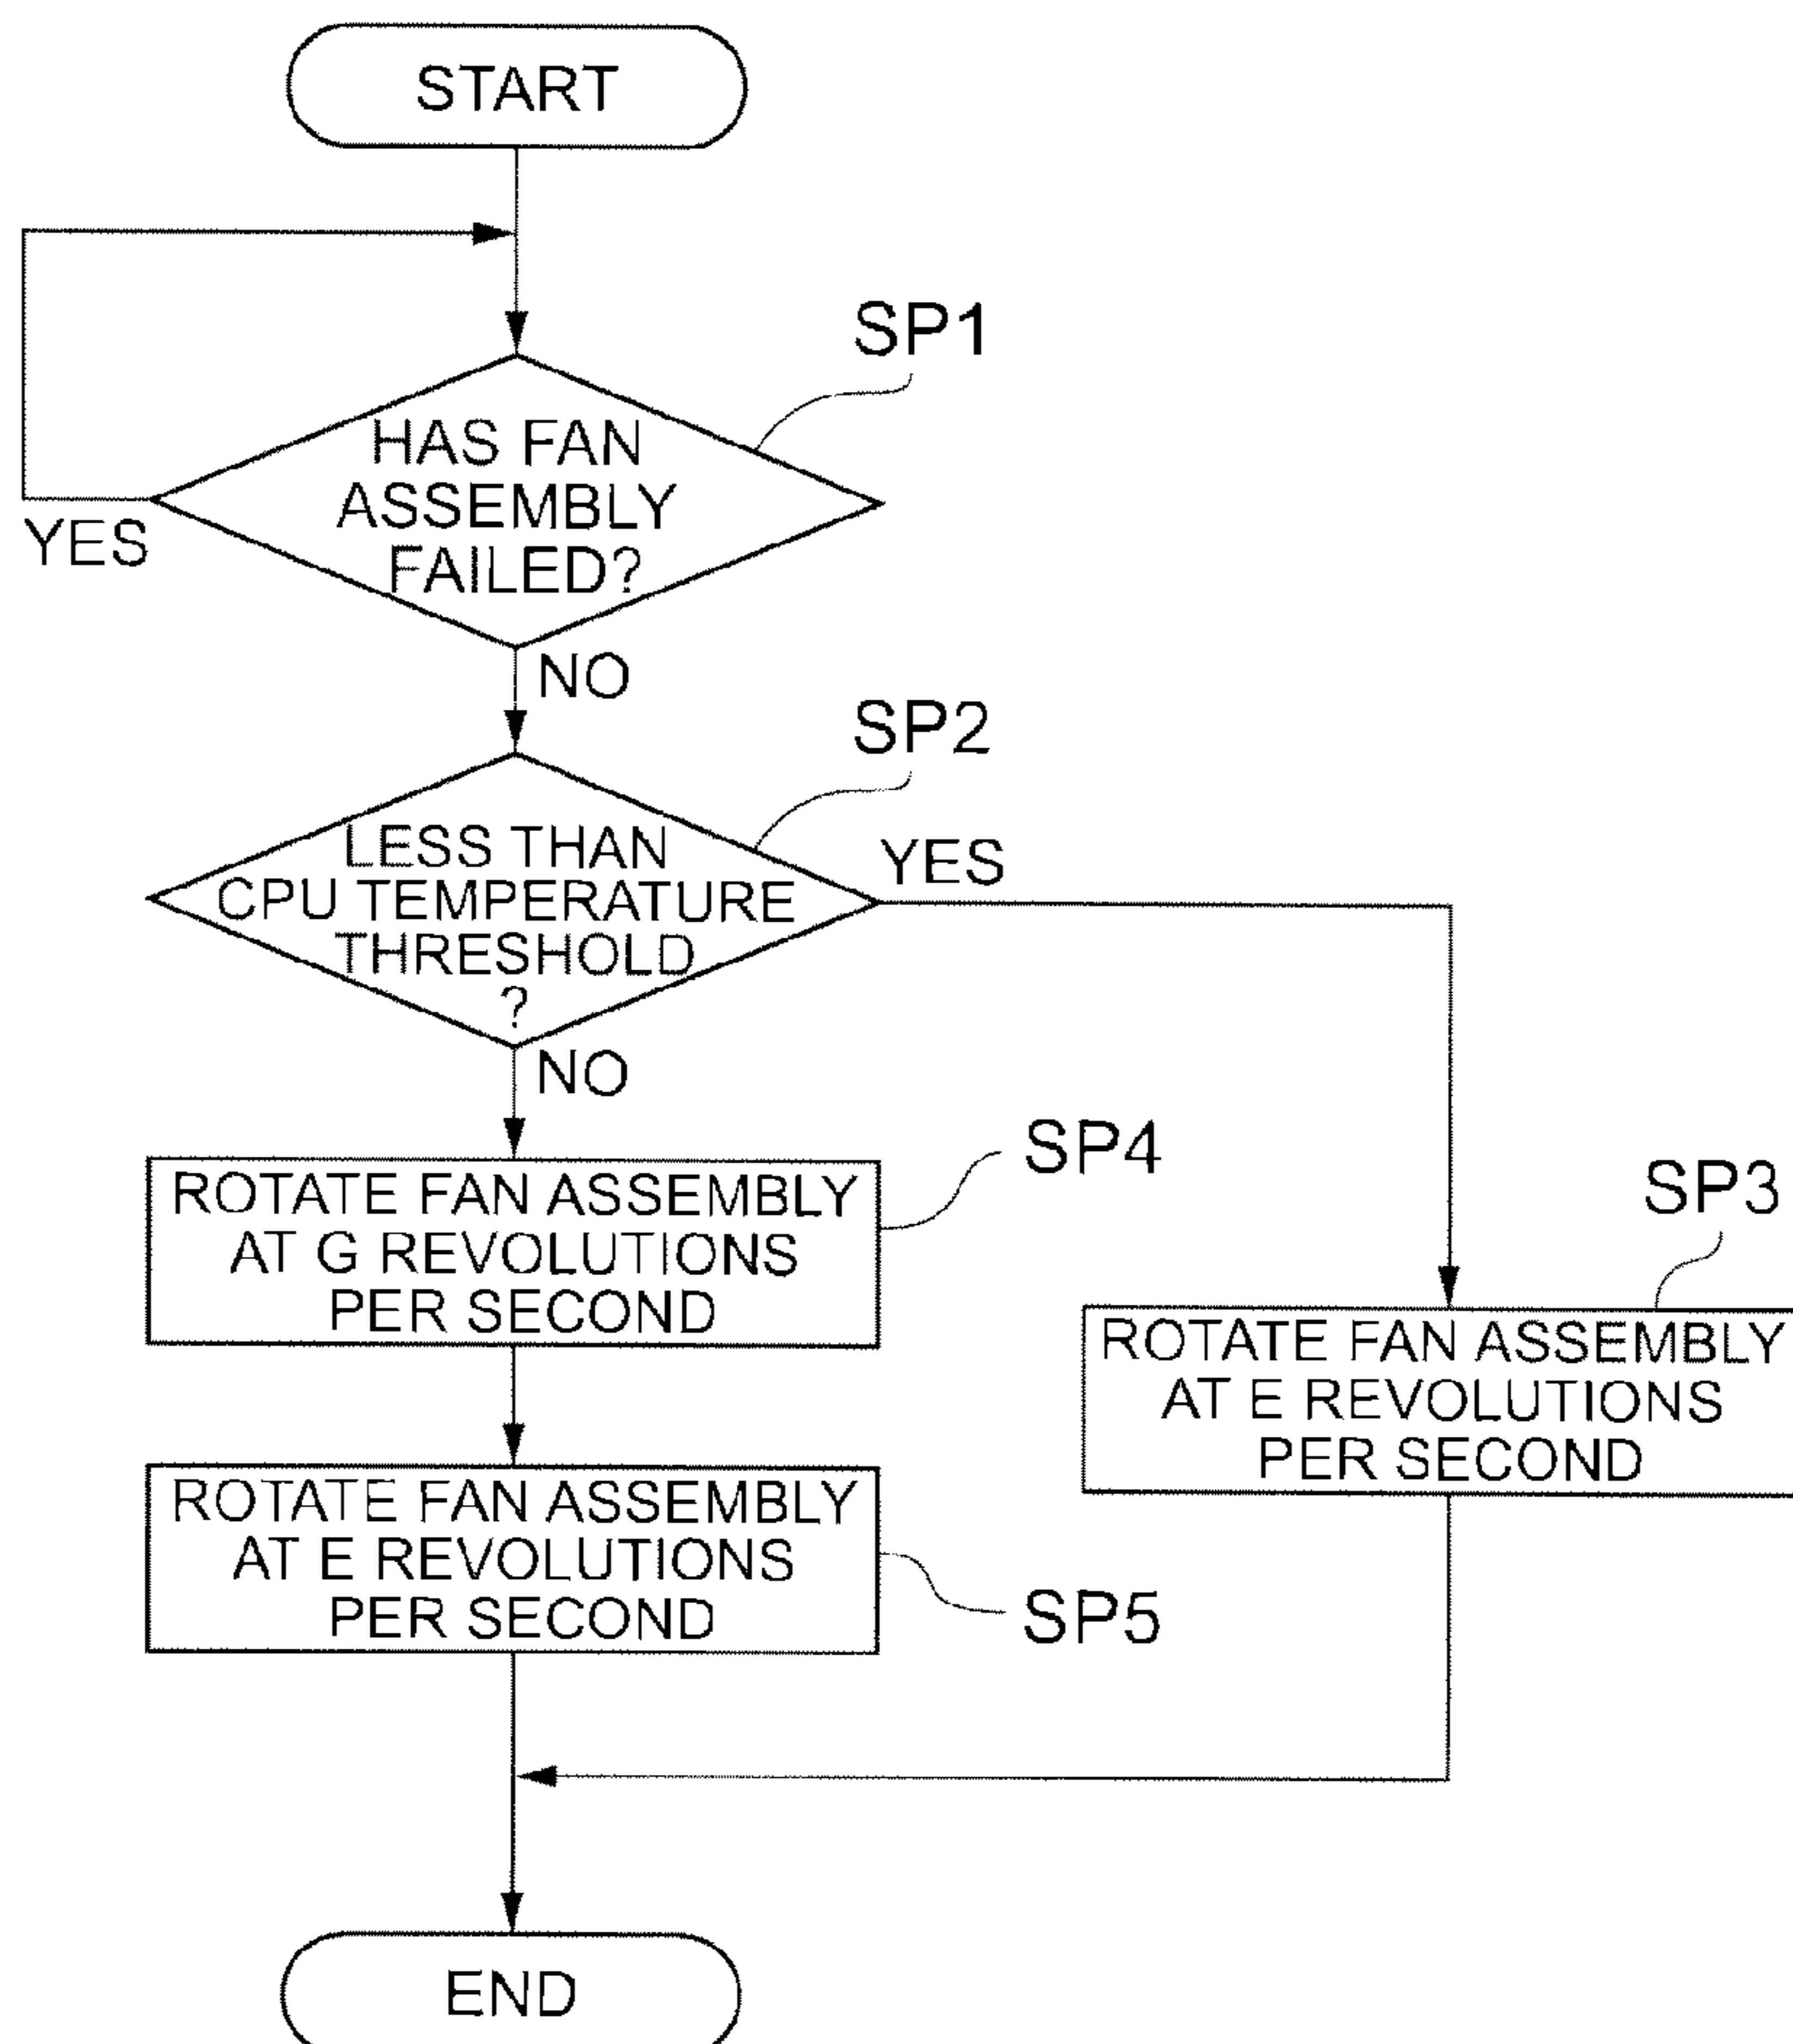 START
SP1
HAS FAN
ASSEMBLY
FAILED?
YES
NO
SP2
LESS THAN
CPU TEMPERATURE
THRESHOLD
?
YES
NO
SP4
ROTATE FAN ASSEMBLY
AT G REVOLUTIONS
PER SECOND
SP3
ROTATE FAN ASSEMBLY
AT E REVOLUTIONS
PER SECOND
ROTATE FAN ASSEMBLY
AT E REVOLUTIONS
PER SECOND
SP5
END